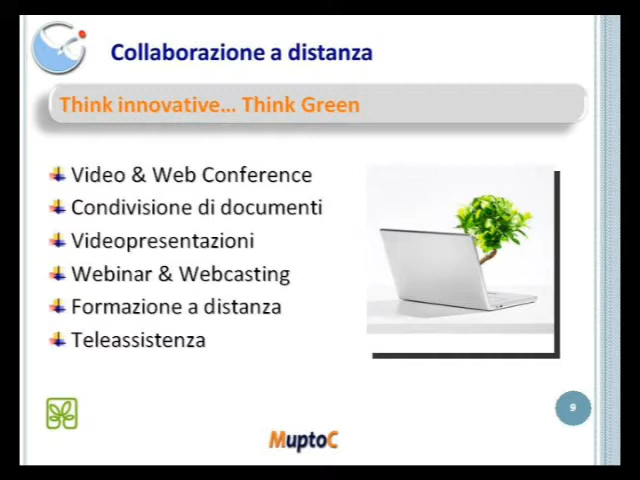 Collaborazione a distanza
Think innovative... Think Green
Video & Web Conference
Condivisione di documenti
Videopresentazioni
Webinar & Webcasting
Formazione a distanza
Teleassistenza
9
MuptoC